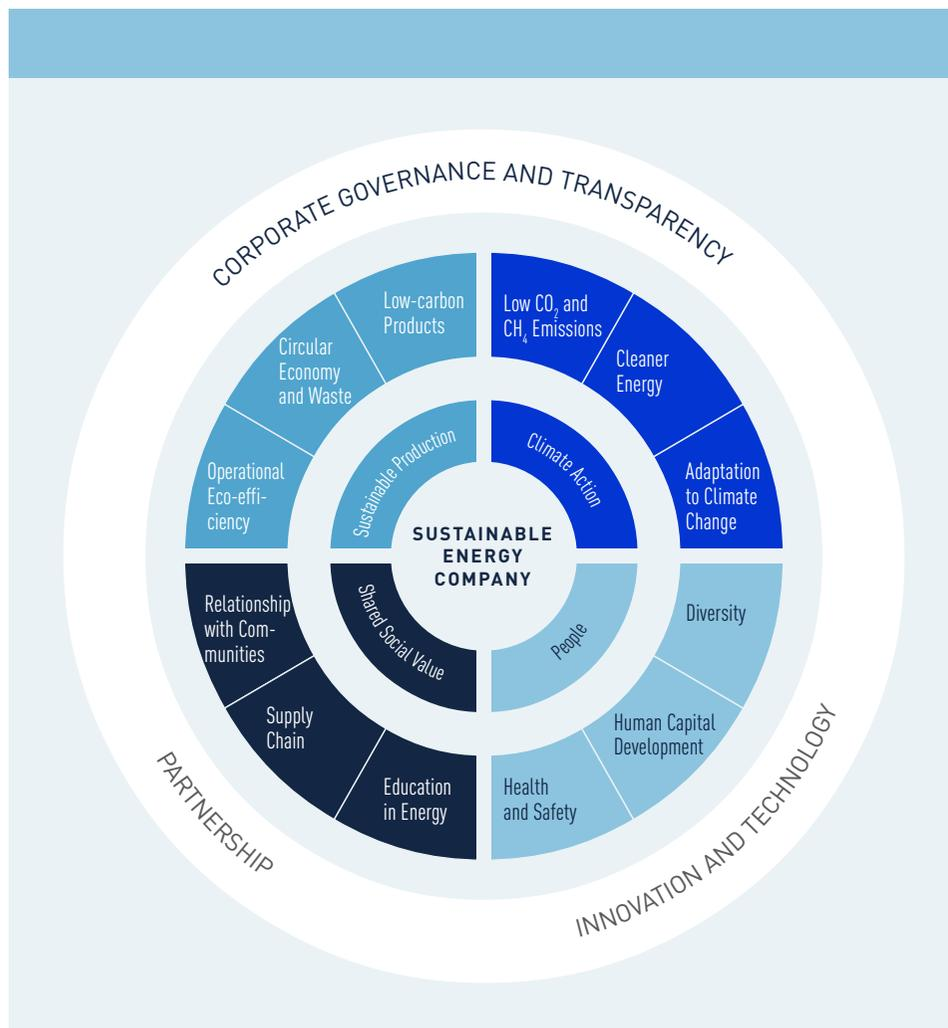 CORPORATE GOVERNANCE AND TRANSPARENCY
Low-carbon
Products
Low CO₂ and
CH₄ Emissions
Circular
Economy
and Waste
Cleaner
Energy
Operational
Eco-effi-
ciency
Adaptation
to Climate
Change
Sustainable Production
Climate Action
SUSTAINABLE
ENERGY
COMPANY
Shared Social Value
People
Relationship
with Com-
munities
Diversity
Supply
Chain
Human Capital
Development
Education
in Energy
Health
and Safety
PARTNERSHIP
INNOVATION AND TECHNOLOGY